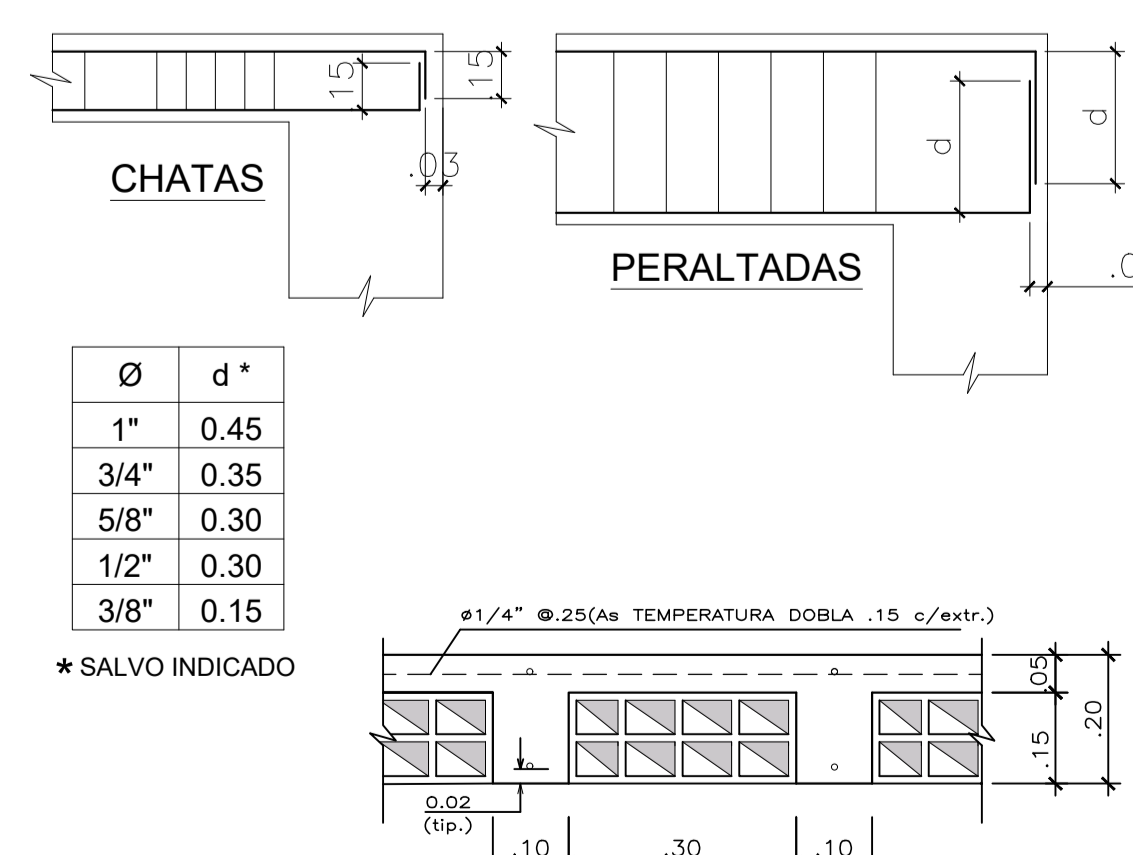 .15
.15
.03
CHATAS
d
d
PERALTADAS
Ø d *
1" 0.45
3/4" 0.35
5/8" 0.30
1/2" 0.30
3/8" 0.15
* SALVO INDICADO
ø1/4" @.25(As TEMPERATURA DOBLA .15 c/extr.)
.05
.15
.20
0.02
(tip.)
.10 .30 .10